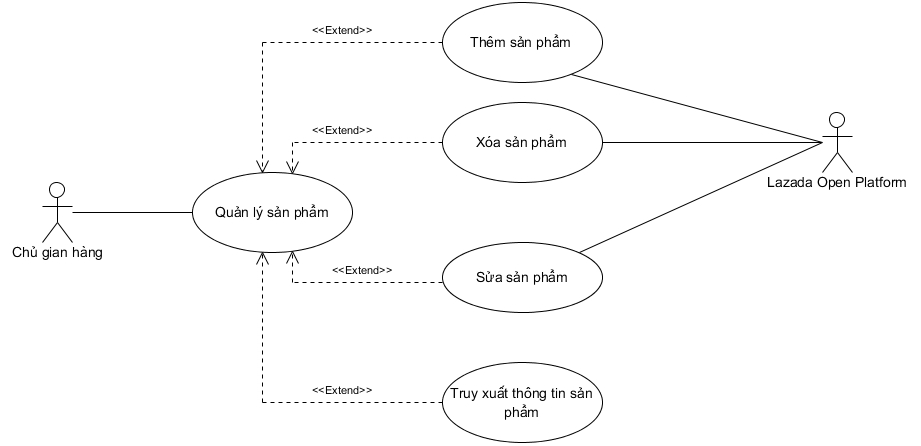 <<Extend>>
Thêm sản phẩm
<<Extend>>
Xóa sản phẩm
Lazada Open Platform
Quản lý sản phẩm
Chủ gian hàng
<<Extend>>
Sửa sản phẩm
<<Extend>>
Truy xuất thông tin sản
phẩm